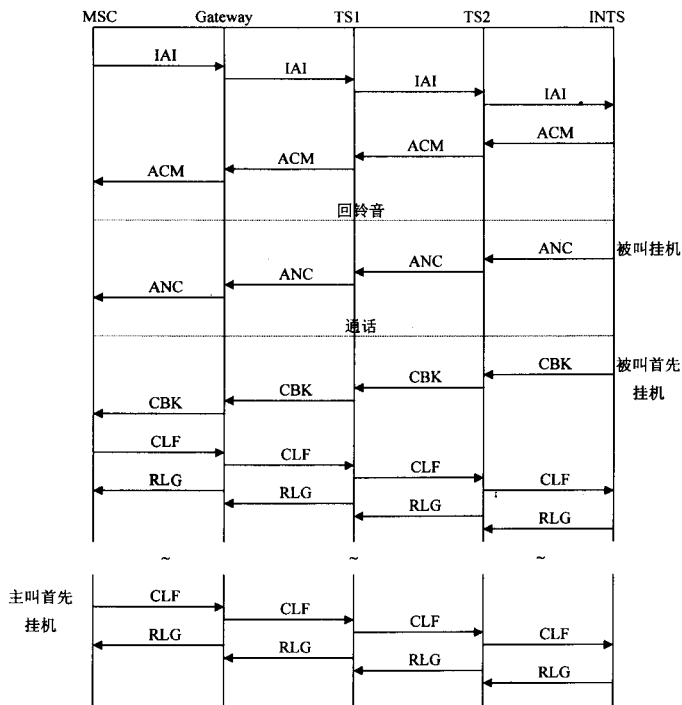 MSC Gateway TS1 TS2 INTS
IAI
IAI
IAI
IAI
ACM
ACM
ACM
ACM
回铃音
ANC 被叫挂机
ANC
ANC
ANC
通话
CBK 被叫首先
挂机
CBK
CBK
CBK
CLF
CLF
CLF
CLF
RLG
RLG
RLG
RLG
~ ~ ~
主叫首先
挂机
CLF
CLF
CLF
CLF
RLG
RLG
RLG
RLG